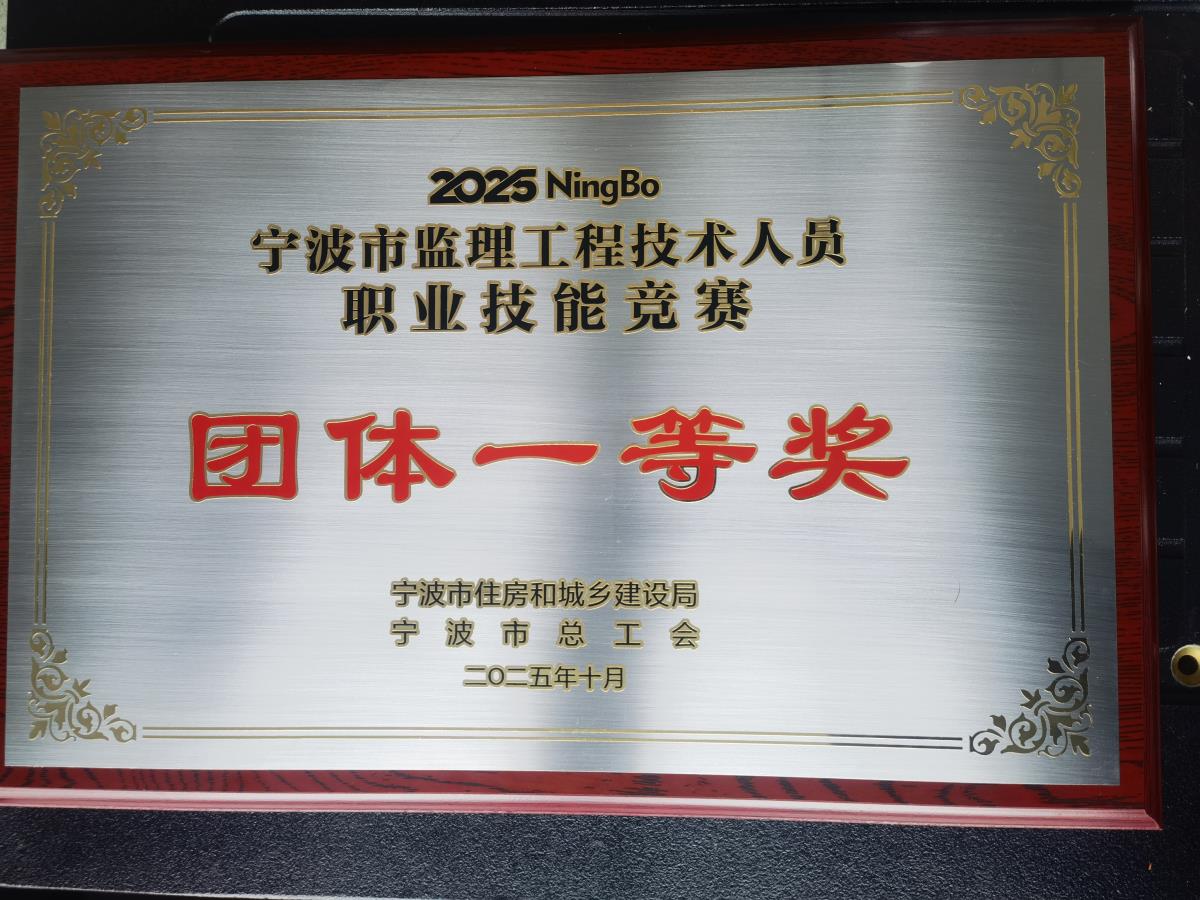 2025 NingBo
宁波市监理工程技术人员
职业技能竞赛
团体一等奖
宁波市住房和城乡建设局
宁波市总工会
二〇二五年十月